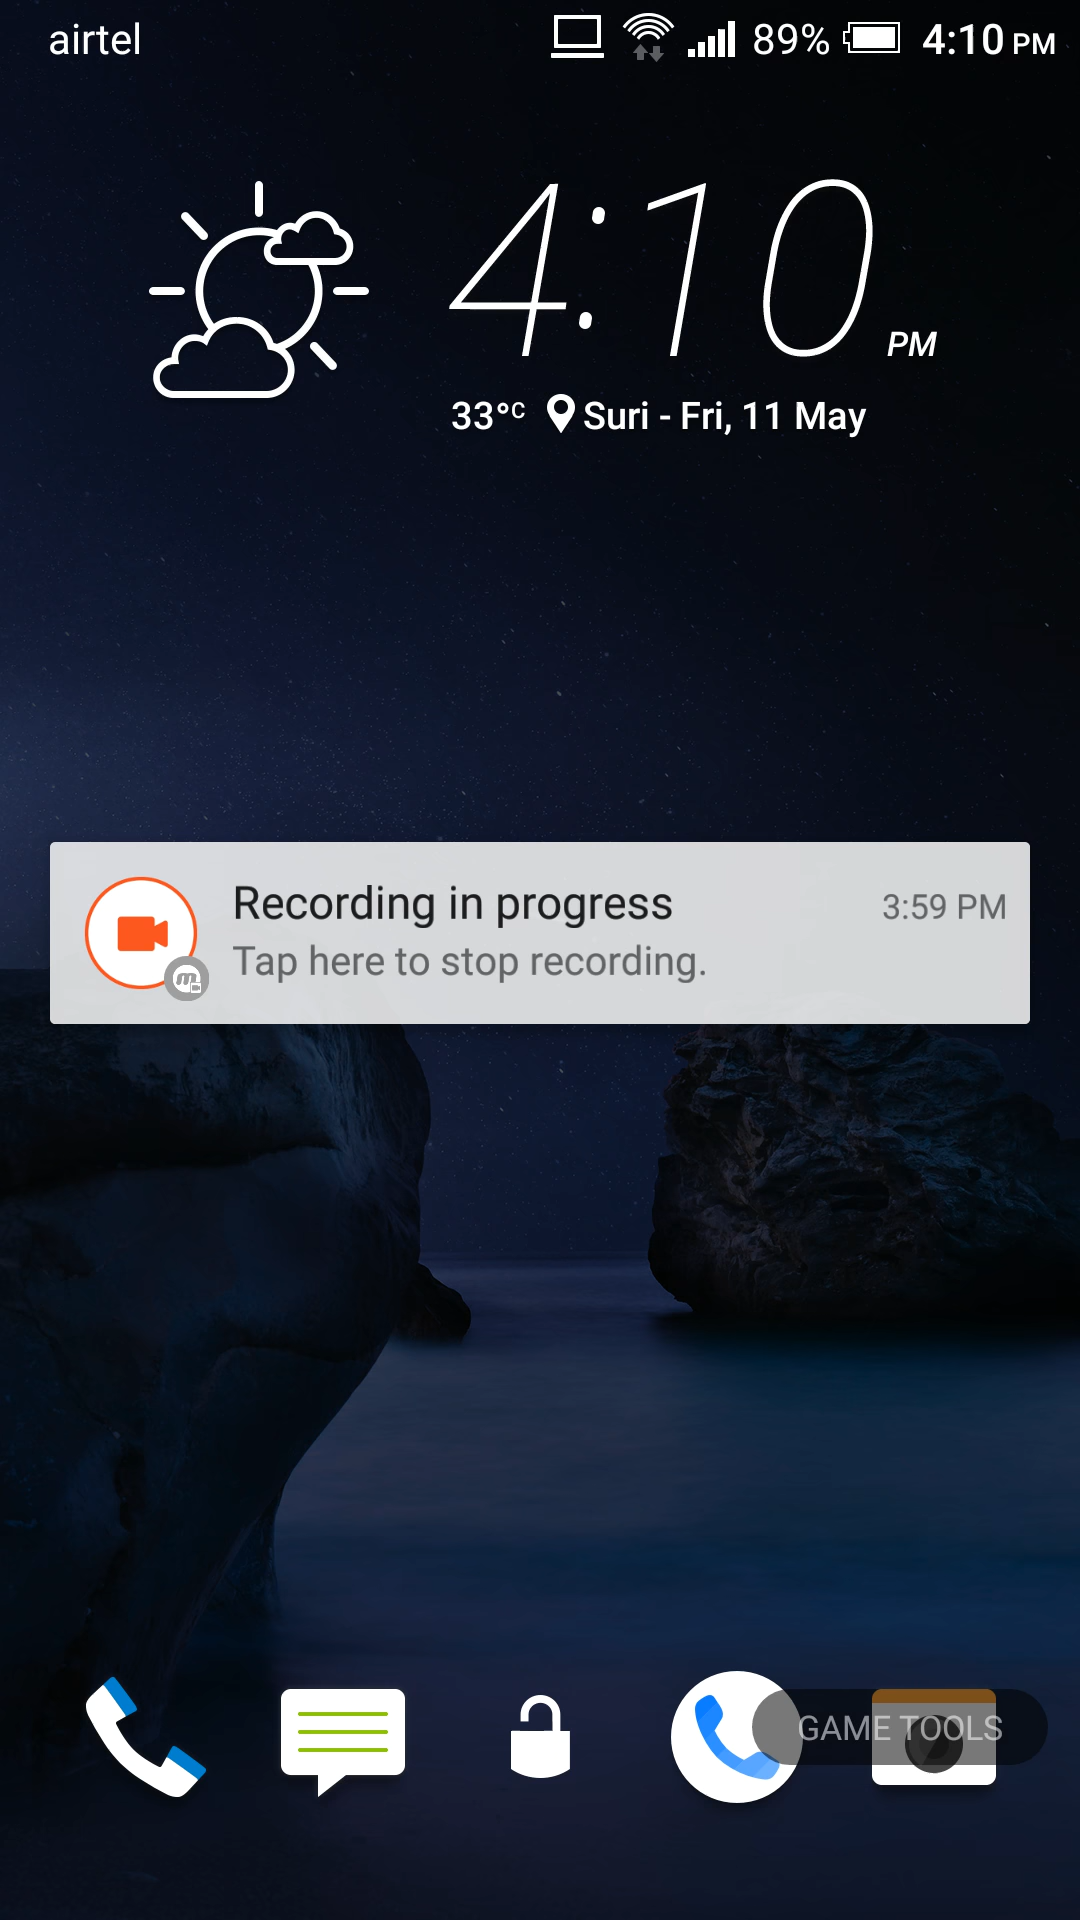 airtel 89% 4:10 PM
4:10 PM
33°C Suri - Fri, 11 May
Recording in progress 3:59 PM
Tap here to stop recording.
GAME TOOLS